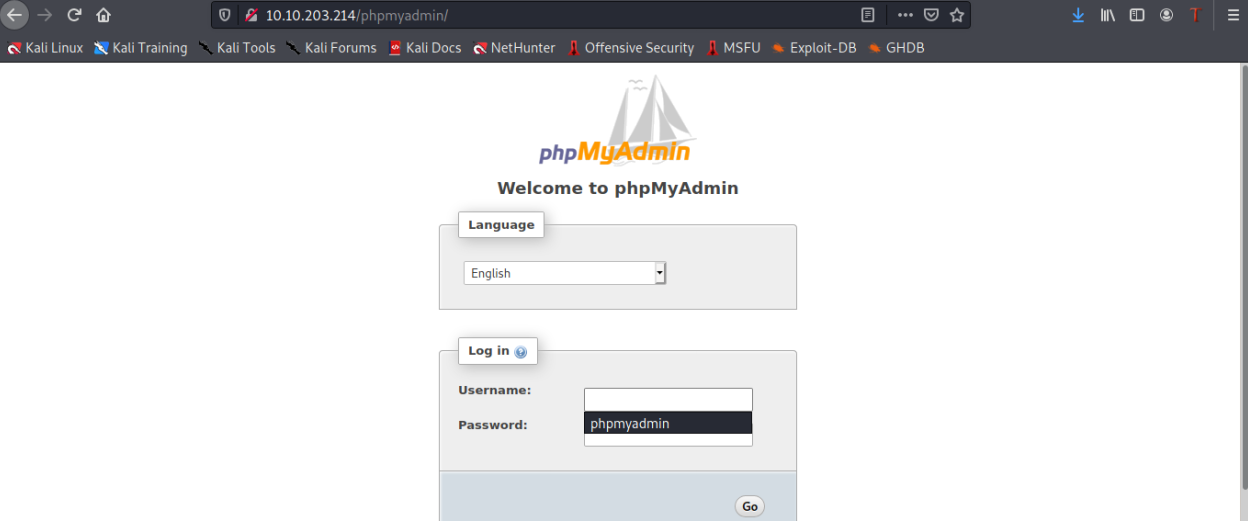 10.10.203.214/phpmyadmin/
Kali Linux Kali Training Kali Tools Kali Forums Kali Docs NetHunter Offensive Security MSFU Exploit-DB GHDB
phpMyAdmin
Welcome to phpMyAdmin
Language
English
Log in
Username:
phpmyadmin
Password:
Go